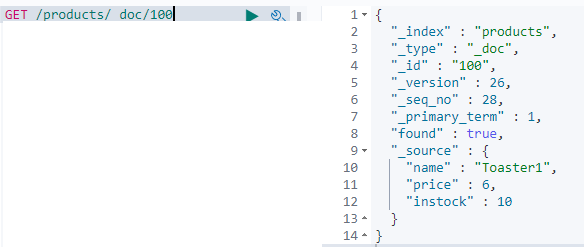 GET /products/_doc/100
1 {
2 "_index" : "products",
3 "_type" : "_doc",
4 "_id" : "100",
5 "_version" : 26,
6 "_seq_no" : 28,
7 "_primary_term" : 1,
8 "found" : true,
9 "_source" : {
10 "name" : "Toaster1",
11 "price" : 6,
12 "instock" : 10
13 }
14 }